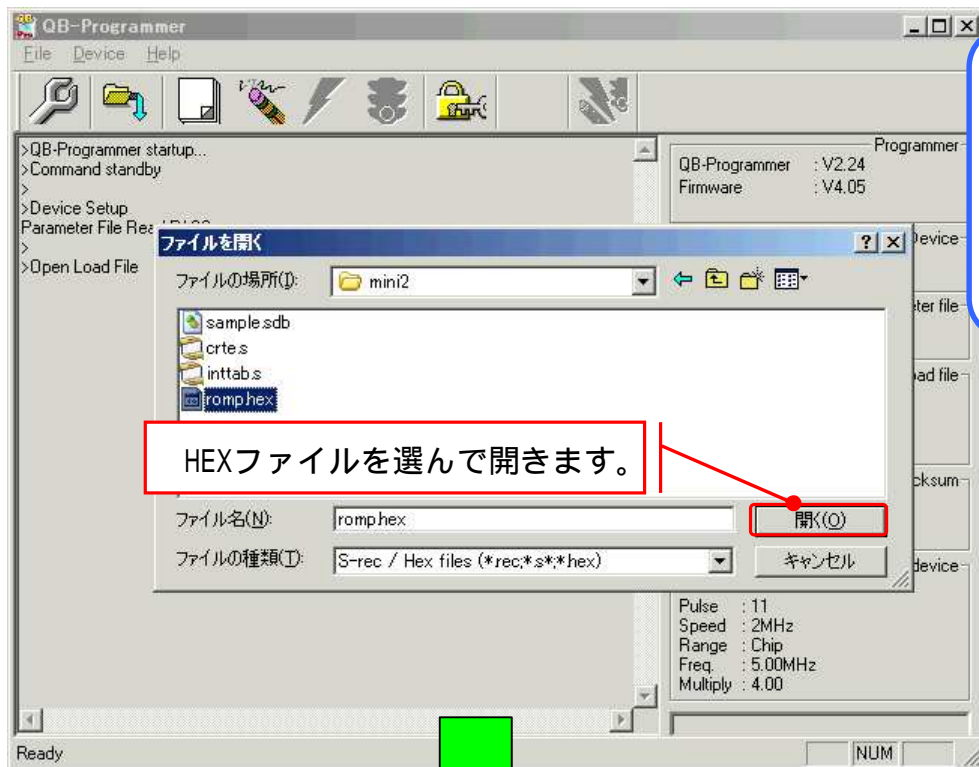 QB-Programmer
File Device Help
>QB-Programmer startup...
>Command standby
>
>Device Setup
Parameter File Rea
>
>Open Load File
Programmer
QB-Programmer : V2.24
Firmware : V4.05
Device
ter file
ad file
cksum
device
Pulse : 11
Speed : 2MHz
Range : Chip
Freq. : 5.00MHz
Multiply : 4.00
ファイルを開く
ファイルの場所(I): mini2
sample.sdb
crte.s
inttab.s
romp.hex
HEXファイルを選んで開きます。
ファイル名(N): romp.hex 開く(O)
ファイルの種類(T): S-rec / Hex files (*.rec;*.s*;*.hex) キャンセル
Ready NUM